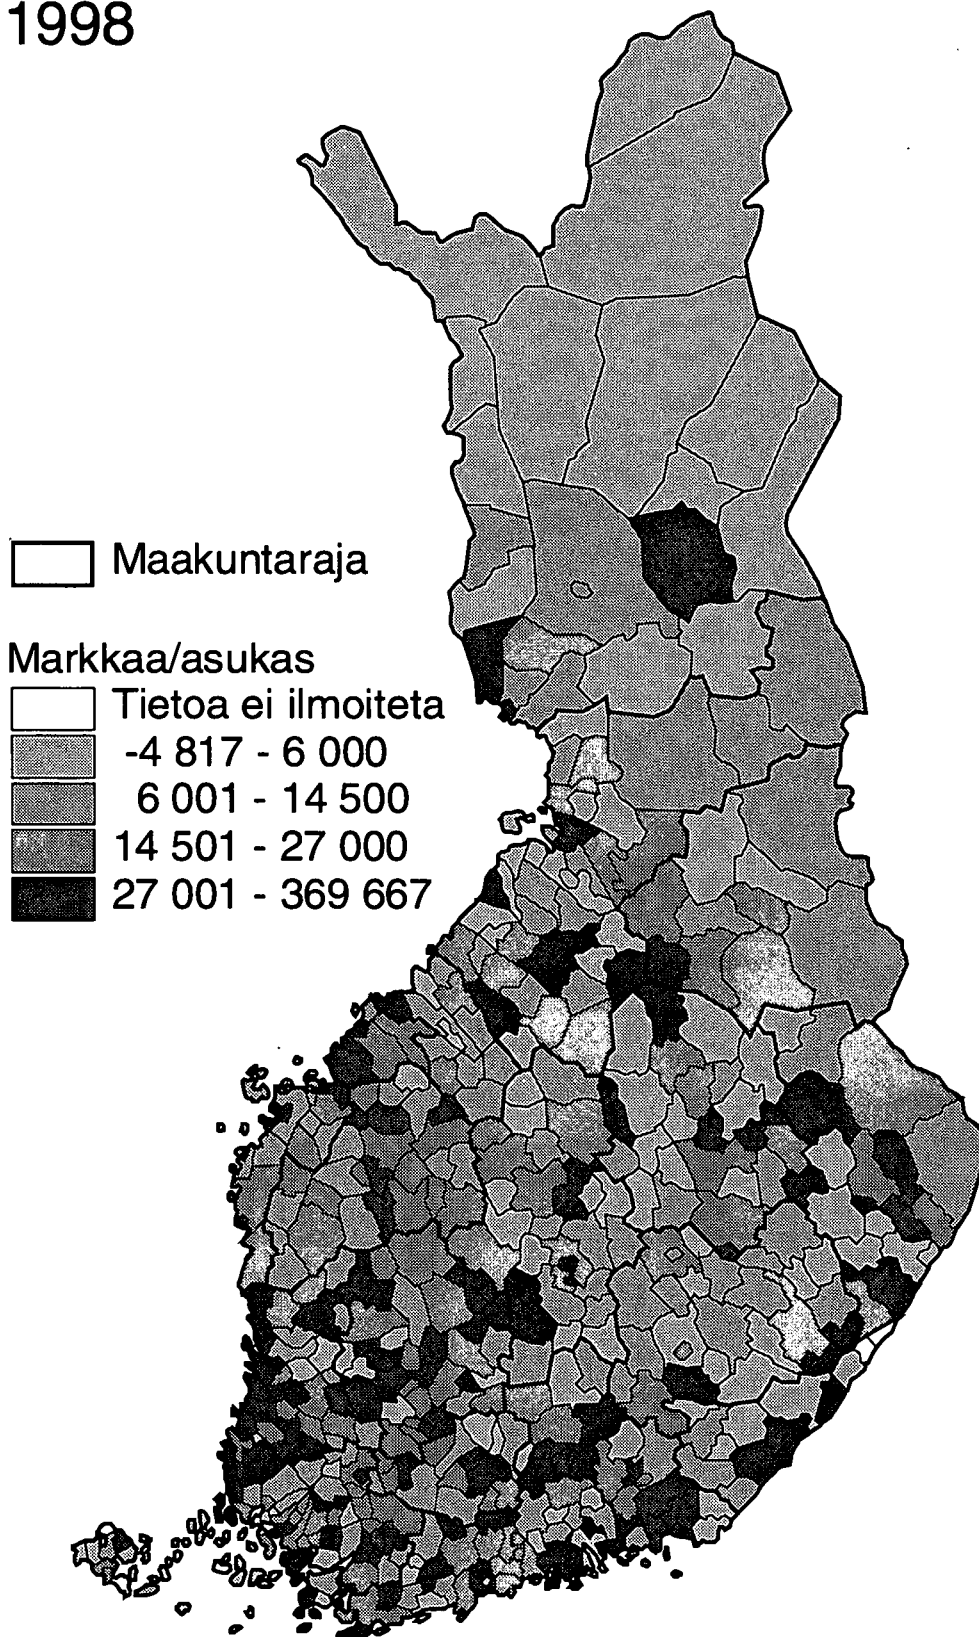 1998
Maakuntaraja
Markkaa/asukas
Tietoa ei ilmoiteta
-4 817 - 6 000
6 001 - 14 500
14 501 - 27 000
27 001 - 369 667